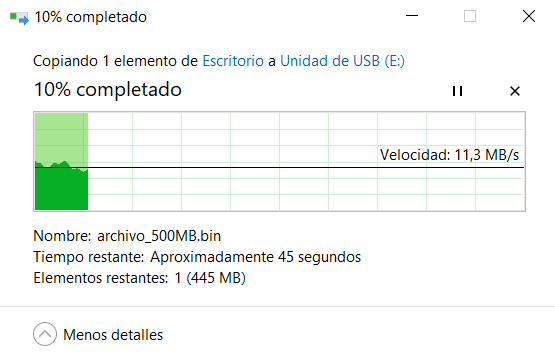 10% completado
Copiando 1 elemento de Escritorio a Unidad de USB (E:)
10% completado
Velocidad: 11,3 MB/s
Nombre: archivo_500MB.bin
Tiempo restante: Aproximadamente 45 segundos
Elementos restantes: 1 (445 MB)
Menos detalles